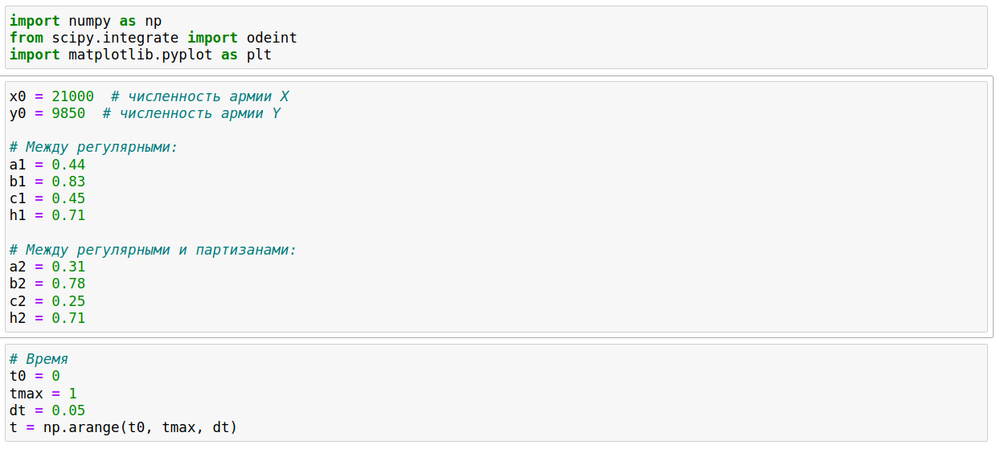 import numpy as np
from scipy.integrate import odeint
import matplotlib.pyplot as plt
x0 = 21000  # численность армии X
y0 = 9850  # численность армии Y
# Между регулярными:
a1 = 0.44
b1 = 0.83
c1 = 0.45
h1 = 0.71
# Между регулярными и партизанами:
a2 = 0.31
b2 = 0.78
c2 = 0.25
h2 = 0.71
# Время
t0 = 0
tmax = 1
dt = 0.05
t = np.arange(t0, tmax, dt)